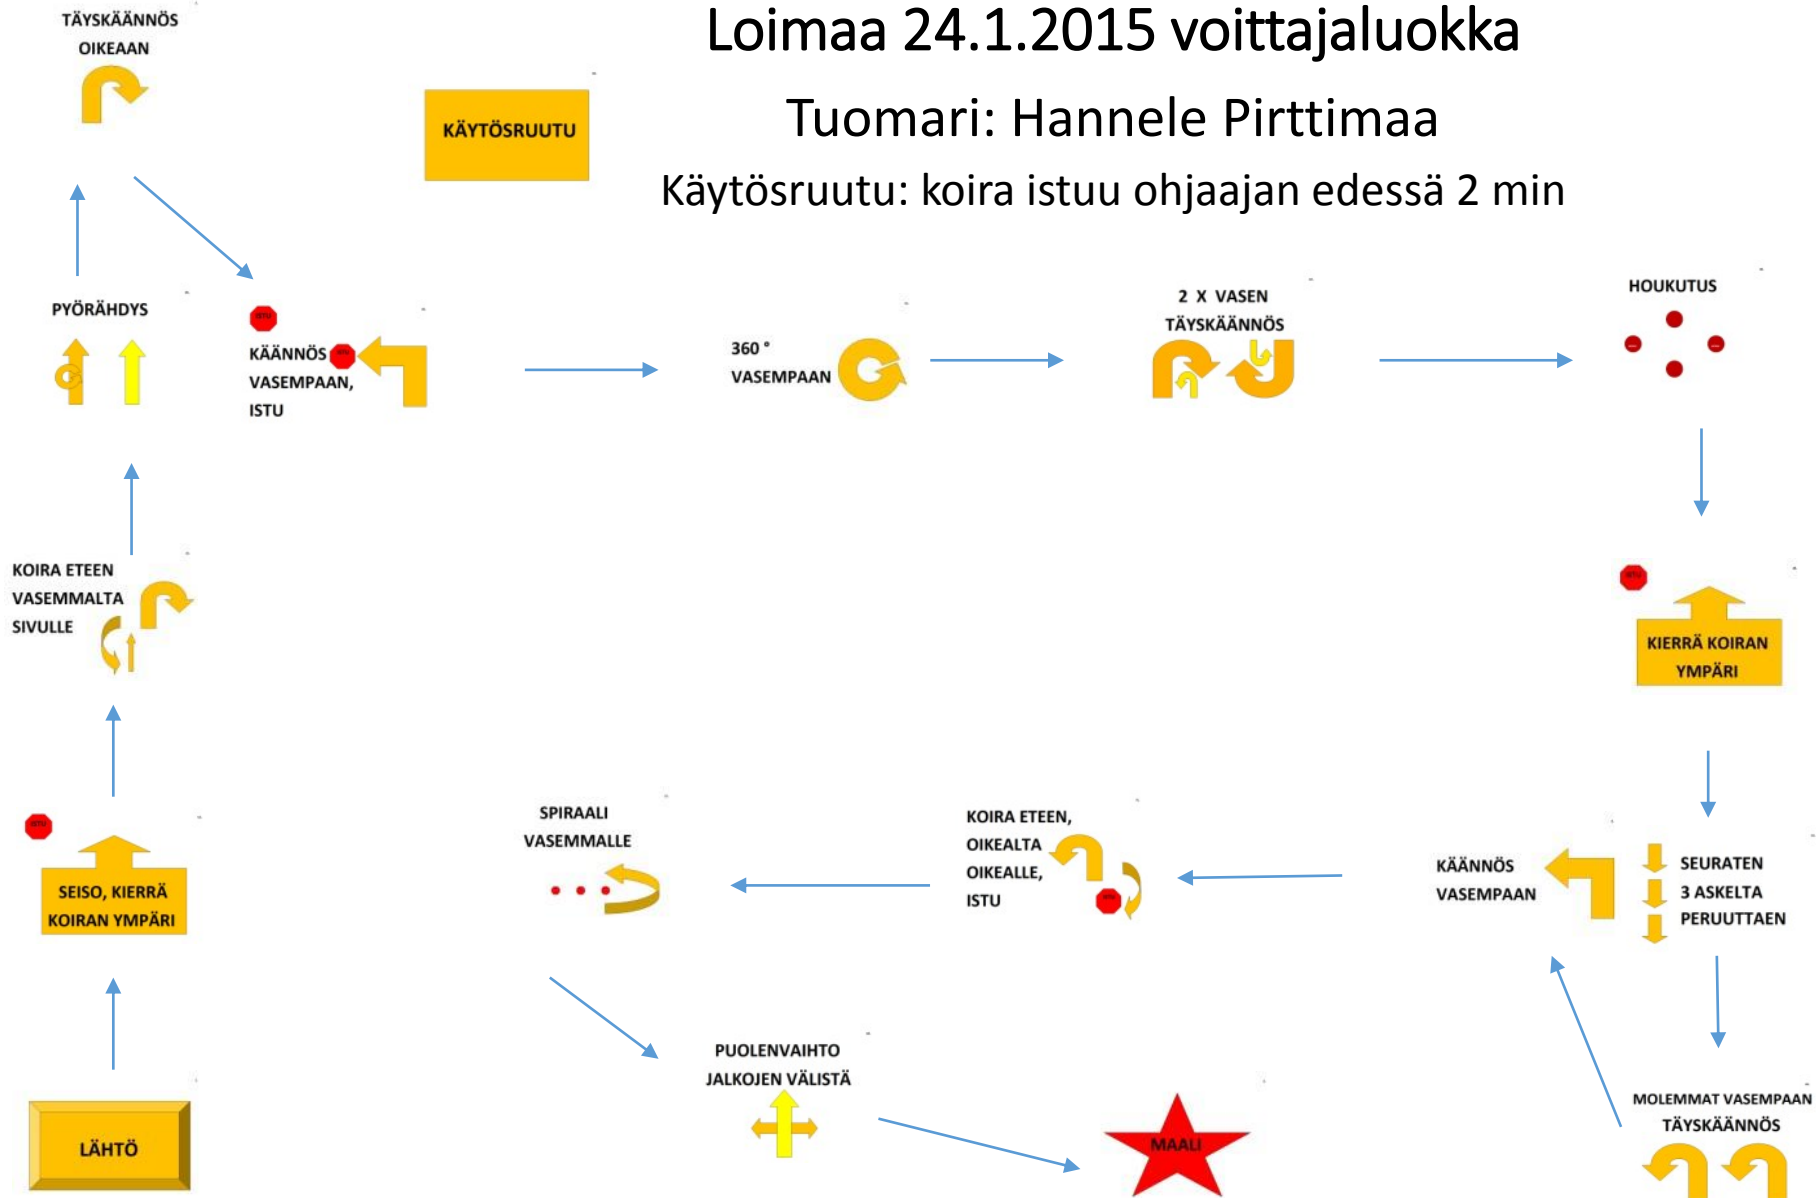 Loimaa 24.1.2015 voittajaluokka
Tuomari: Hannele Pirttimaa
Käytösruutu: koira istuu ohjaajan edessä 2 min
TÄYSKÄÄNNÖS
OIKEAAN
KÄYTÖSRUUTU
PYÖRÄHDYS
ISTU
KÄÄNNÖS
VASEMPAAN,
ISTU
360 °
VASEMPAAN
2 X VASEN
TÄYSKÄÄNNÖS
HOUKUTUS
KOIRA ETEEN
VASEMMALTA
SIVULLE
ISTU
KIERRÄ KOIRAN
YMPÄRI
ISTU
SEISO, KIERRÄ
KOIRAN YMPÄRI
SPIRAALI
VASEMMALLE
KOIRA ETEEN,
OIKEALTA
OIKEALLE,
ISTU
KÄÄNNÖS
VASEMPAAN
SEURATEN
3 ASKELTA
PERUUTTAEN
PUOLENVAIHTO
JALKOJEN VÄLISTÄ
MOLEMMAT VASEMPAAN
TÄYSKÄÄNNÖS
LÄHTÖ
MAALI